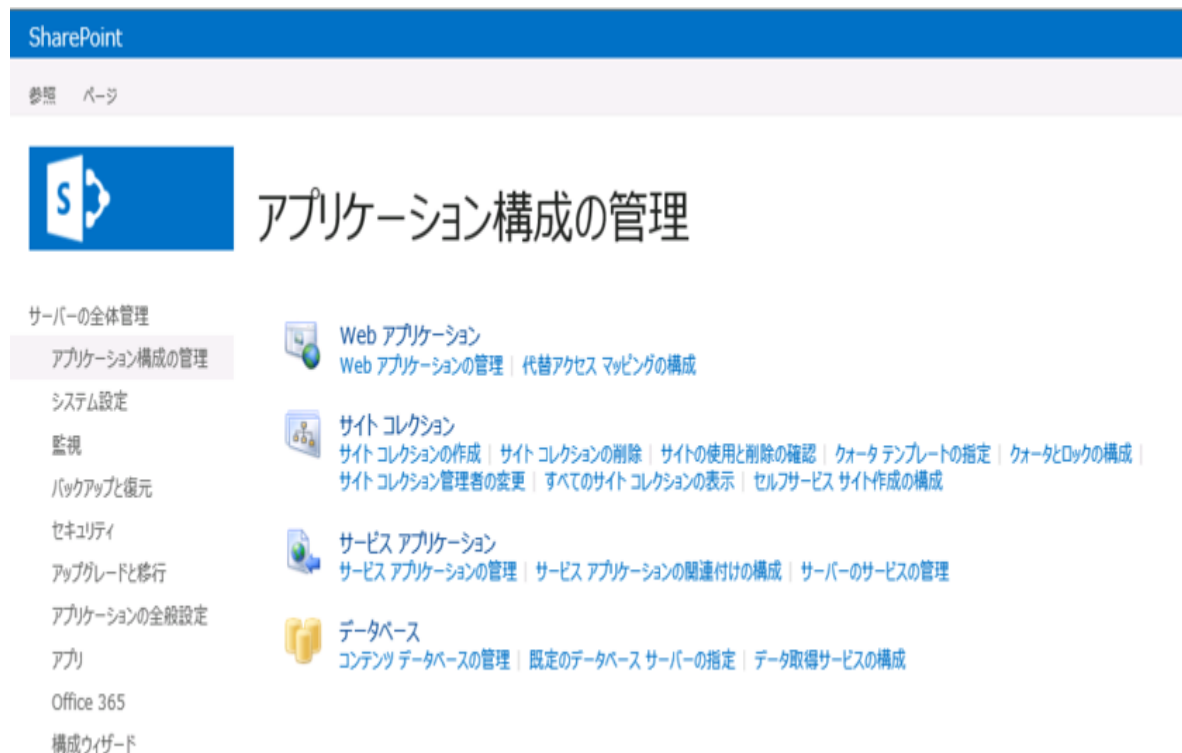 SharePoint
参照 ページ
S
アプリケーション構成の管理
サーバーの全体管理
アプリケーション構成の管理
システム設定
監視
バックアップと復元
セキュリティ
アップグレードと移行
アプリケーションの全般設定
アプリ
Office 365
構成ウィザード
Web アプリケーション
Web アプリケーションの管理 | 代替アクセス マッピングの構成
サイト コレクション
サイト コレクションの作成 | サイト コレクションの削除 | サイトの使用と削除の確認 | クォータ テンプレートの指定 | クォータとロックの構成 |
サイト コレクション管理者の変更 | すべてのサイト コレクションの表示 | セルフサービス サイト作成の構成
サービス アプリケーション
サービス アプリケーションの管理 | サービス アプリケーションの関連付けの構成 | サーバーのサービスの管理
データベース
コンテンツ データベースの管理 | 既定のデータベース サーバーの指定 | データ取得サービスの構成